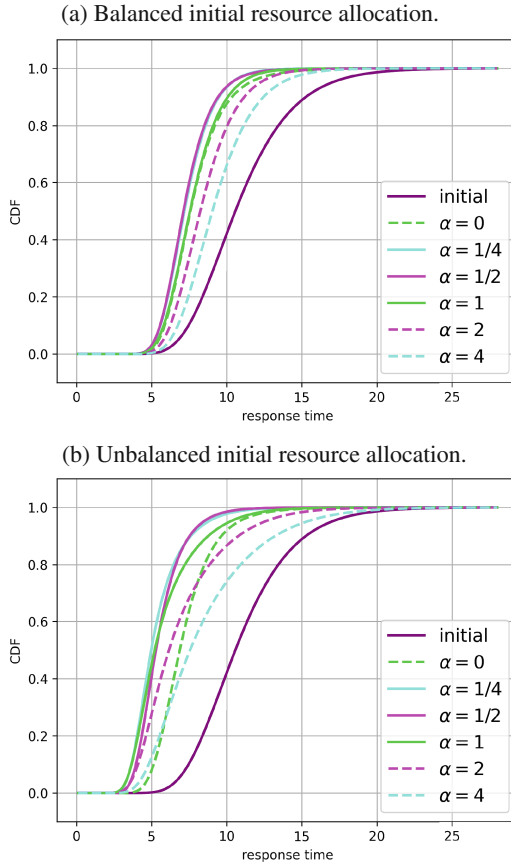 (a) Balanced initial resource allocation.
1.0
0.8
0.6
0.4
0.2
0.0
CDF
initial
α = 0
α = 1/4
α = 1/2
α = 1
α = 2
α = 4
0 5 10 15 20 25
response time
(b) Unbalanced initial resource allocation.
1.0
0.8
0.6
0.4
0.2
0.0
CDF
initial
α = 0
α = 1/4
α = 1/2
α = 1
α = 2
α = 4
0 5 10 15 20 25
response time